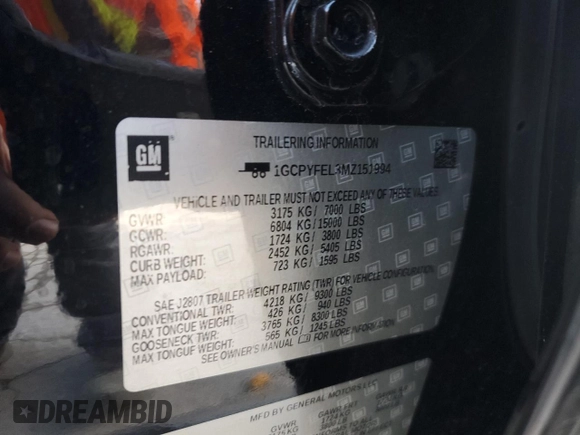 GM
TRAILERING INFORMATION
1GCPYFEL3MZ151994
VEHICLE AND TRAILER MUST NOT EXCEED ANY OF THESE VALUES
GVWR: 3175 KG/ 7000 LBS
GCWR: 6804 KG/ 15000 LBS
RGAWR: 1724 KG/ 3800 LBS
CURB WEIGHT: 2452 KG/ 5405 LBS
MAX PAYLOAD: 723 KG/ 1595 LBS
SAE J2807 TRAILER WEIGHT RATING (TWR) FOR VEHICLE CONFIGURATION
CONVENTIONAL TWR: 4218 KG/ 9300 LBS
MAX TONGUE WEIGHT: 426 KG/ 940 LBS
GOOSENECK TWR: 3765 KG/ 8300 LBS
MAX TONGUE WEIGHT: 565 KG/ 1245 LBS
SEE OWNER'S MANUAL FOR MORE INFORMATION
MFD BY GENERAL MOTORS LLC
GVWR GAWR FRT
DREAMBID